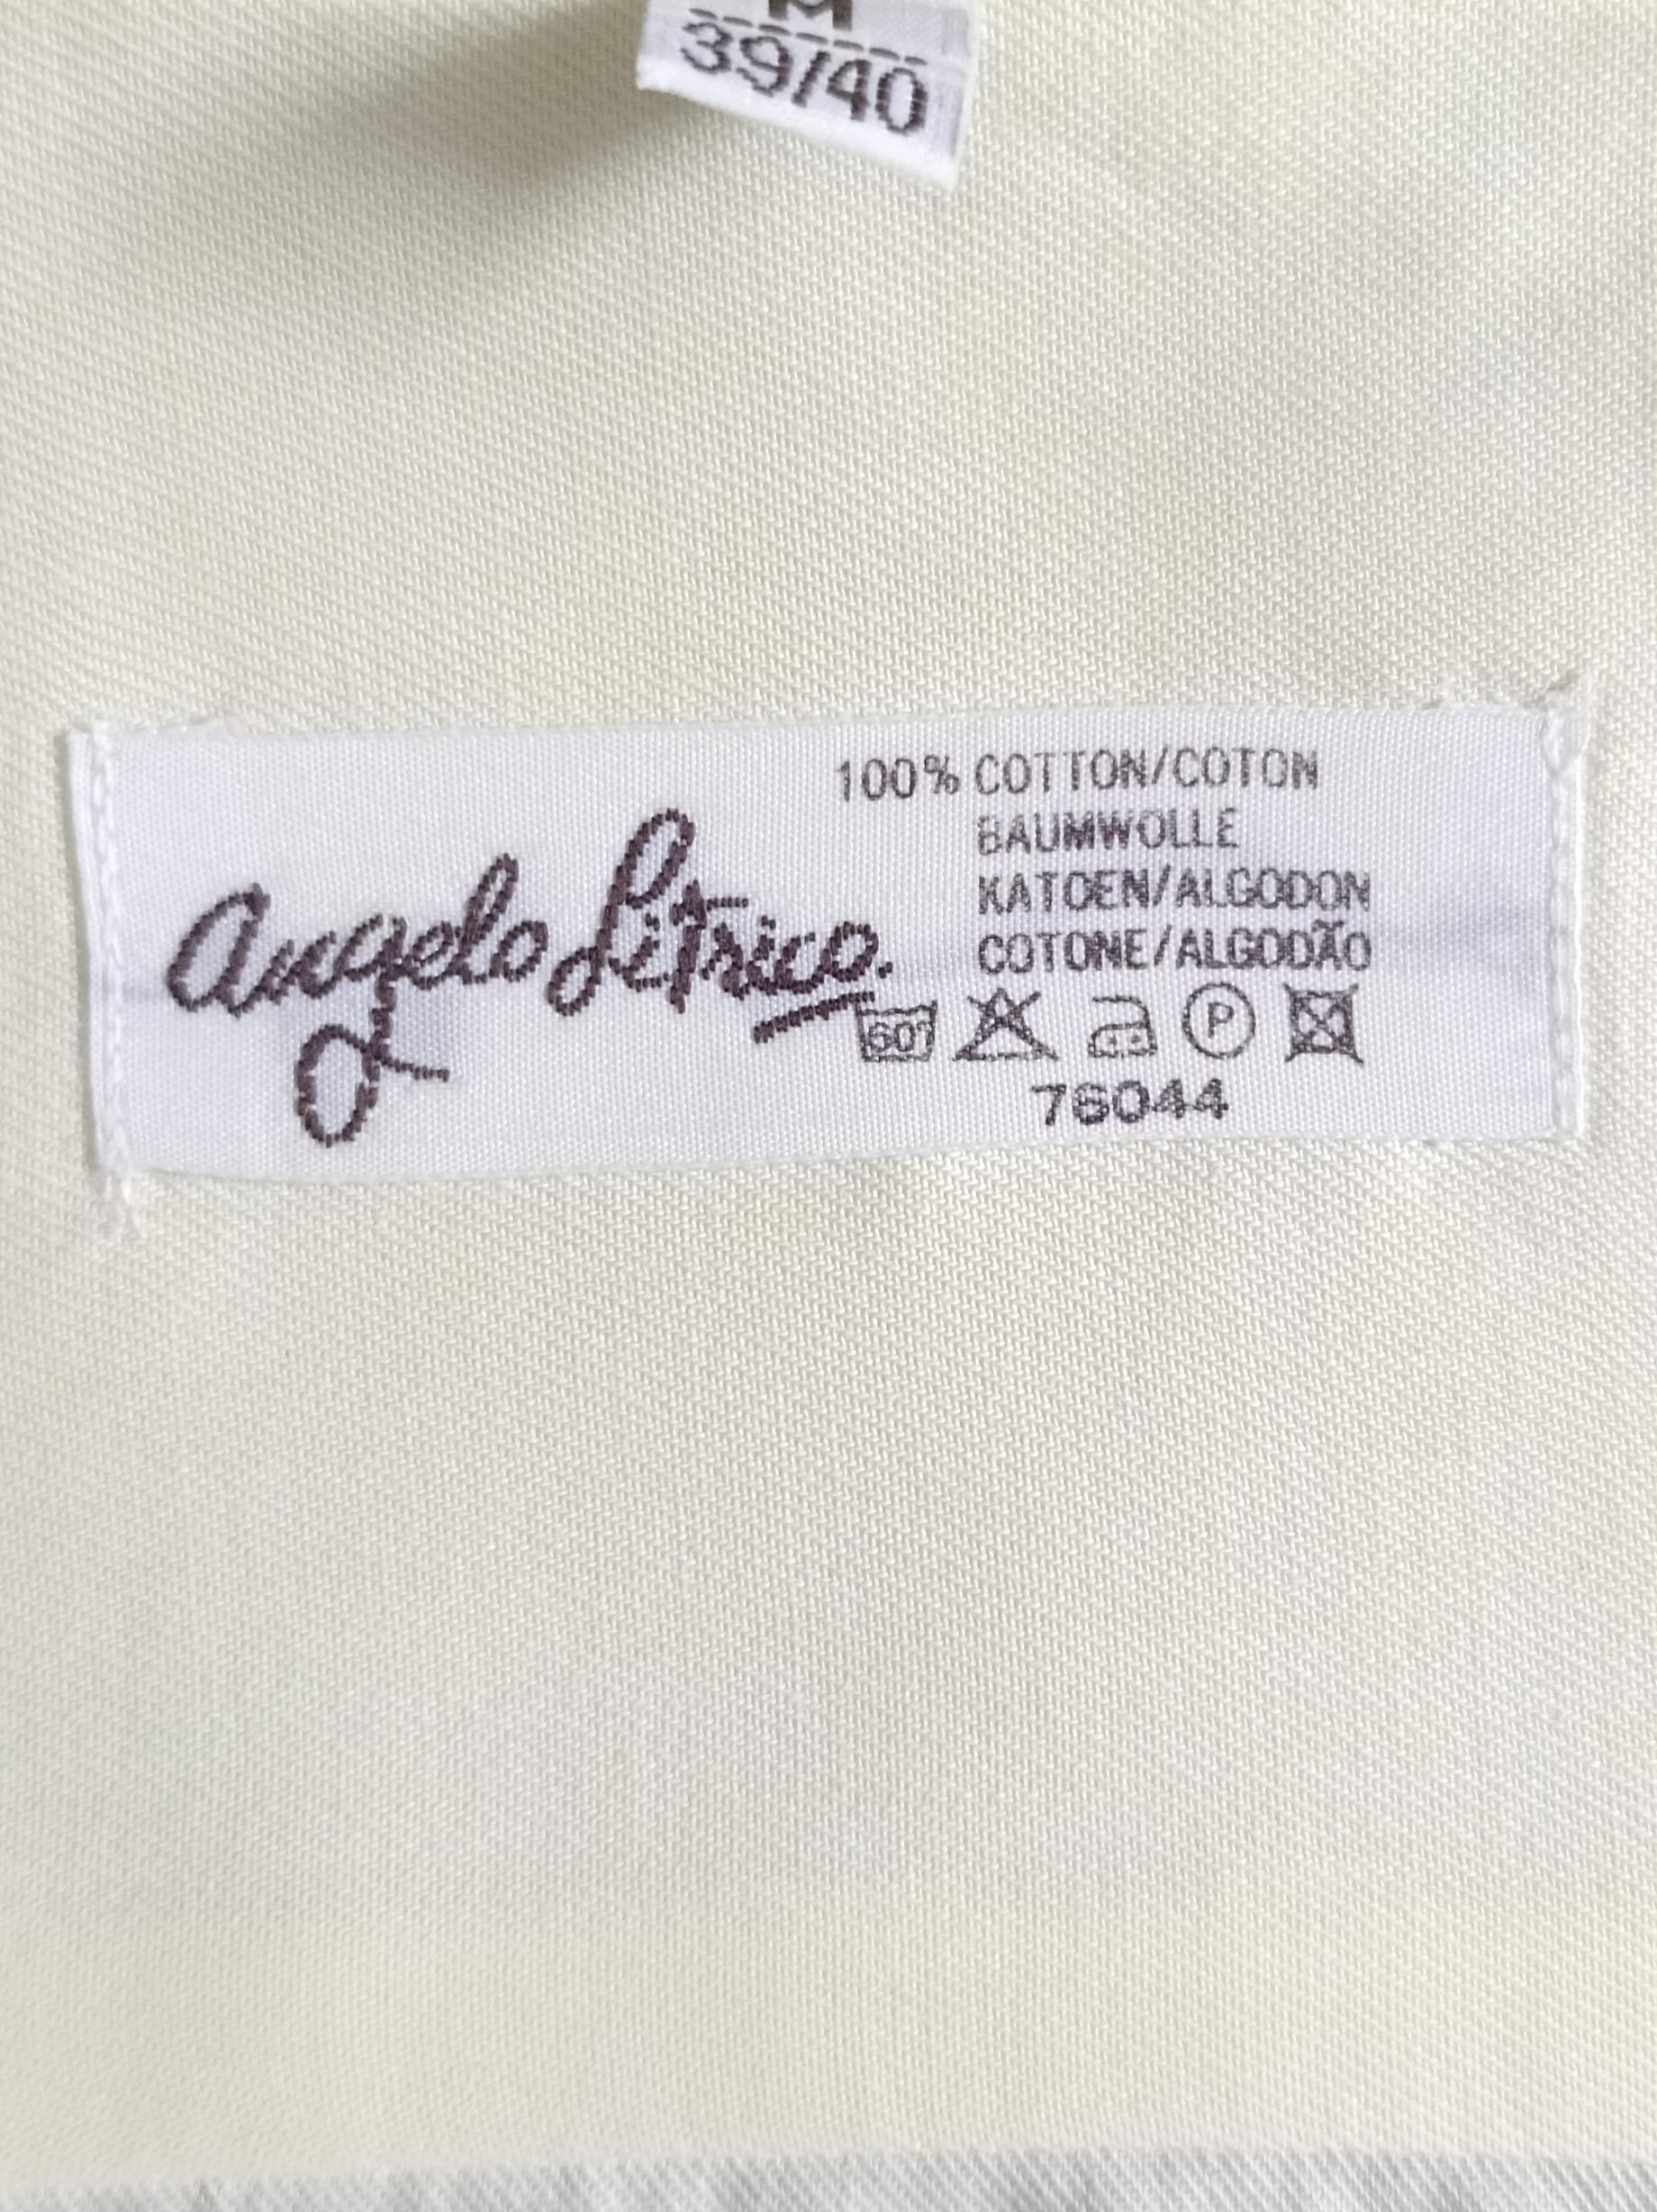 M
39/40
Angelo Litrico.
100% COTTON/COTON
BAUMWOLLE
KATOEN/ALGODON
COTONE/ALGODÃO
60° P
76044